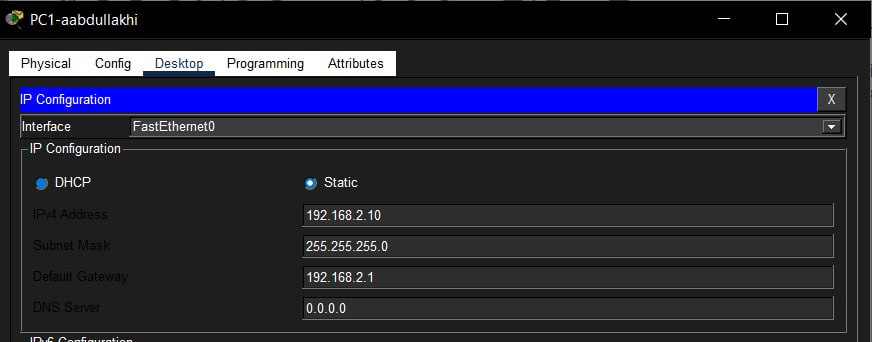 PC1-aabdullakhi
Physical Config Desktop Programming Attributes
IP Configuration X
Interface FastEthernet0
IP Configuration
DHCP Static
IPv4 Address 192.168.2.10
Subnet Mask 255.255.255.0
Default Gateway 192.168.2.1
DNS Server 0.0.0.0
IPv6 Configuration